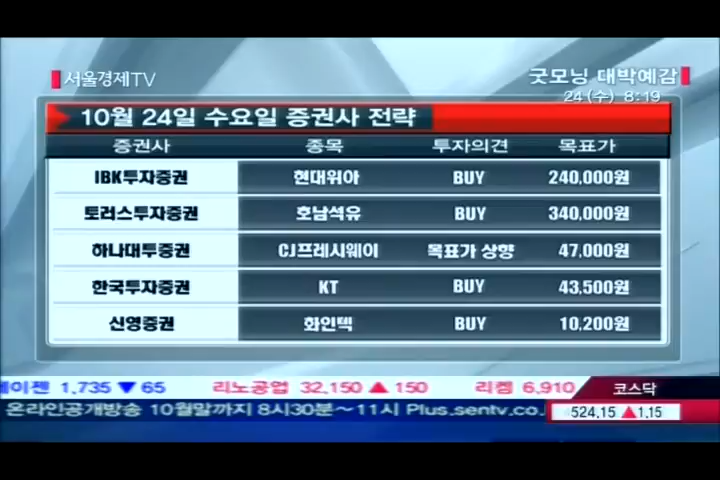 서울경제TV
굿모닝 대박예감
24(수) 8:19
10월 24일 수요일 증권사 전략
증권사 종목 투자의견 목표가
IBK투자증권 현대위아 BUY 240,000원
토러스투자증권 호남석유 BUY 340,000원
하나대투증권 CJ프레시웨이 목표가 상향 47,000원
한국투자증권 KT BUY 43,500원
신영증권 화인텍 BUY 10,200원
에이젠 1,735 ▼ 65 리노공업 32,150 ▲ 150 리켐 6,910 코스닥
온라인공개방송 10월말까지 8시30분~11시 Plus.sentv.co. 524.15 ▲1.15